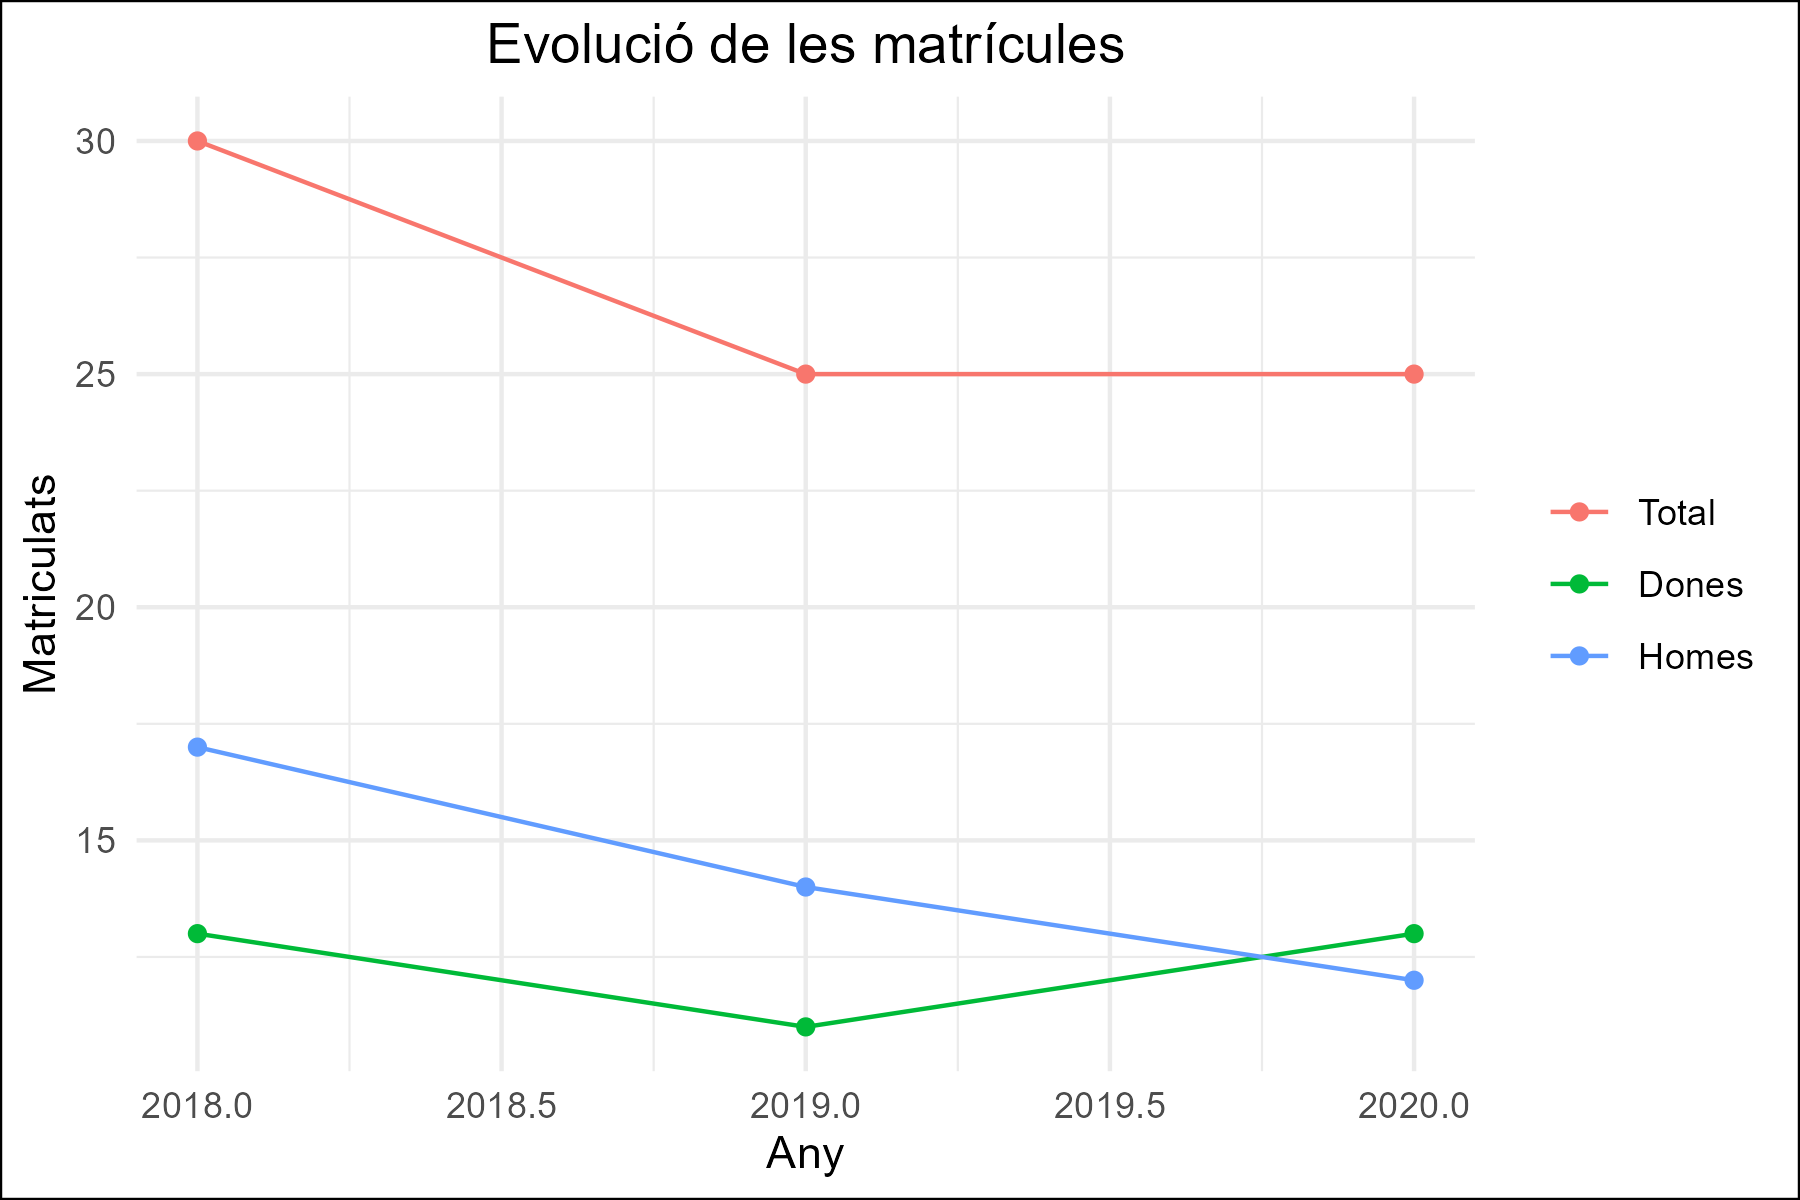 Evolució de les matrícules
30
25
20
15
Matriculats
2018.0 2018.5 2019.0 2019.5 2020.0
Any
Total
Dones
Homes